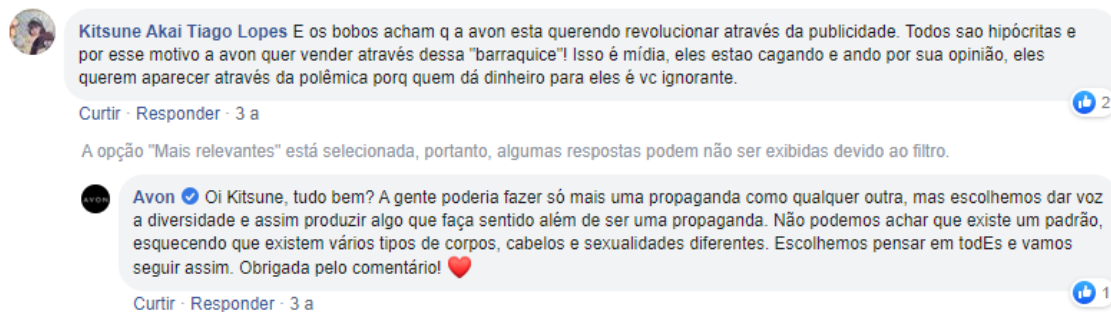 Kitsune Akai Tiago Lopes E os bobos acham q a avon esta querendo revolucionar através da publicidade. Todos sao hipócritas e
por esse motivo a avon quer vender através dessa "barraquice"! Isso é mídia, eles estao cagando e ando por sua opinião, eles
querem aparecer através da polêmica porq quem dá dinheiro para eles é vc ignorante.
2
Curtir · Responder · 3 a
A opção "Mais relevantes" está selecionada, portanto, algumas respostas podem não ser exibidas devido ao filtro.
AVON
Avon Oi Kitsune, tudo bem? A gente poderia fazer só mais uma propaganda como qualquer outra, mas escolhemos dar voz
a diversidade e assim produzir algo que faça sentido além de ser uma propaganda. Não podemos achar que existe um padrão,
esquecendo que existem vários tipos de corpos, cabelos e sexualidades diferentes. Escolhemos pensar em todEs e vamos
seguir assim. Obrigada pelo comentário! ❤️
1
Curtir · Responder · 3 a